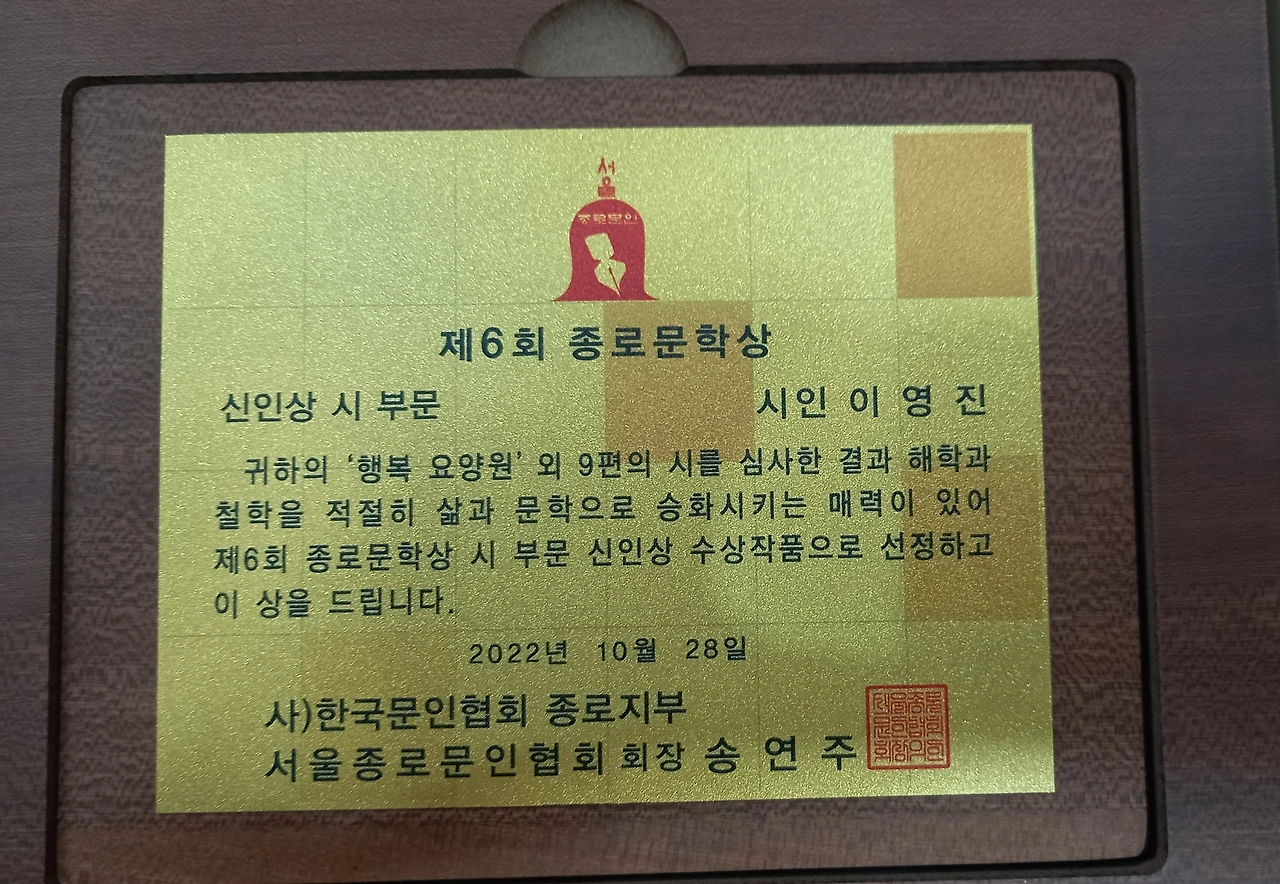 서울
종로문인
제6회 종로문학상
신인상 시 부문 시인 이 영 진
귀하의 '행복 요양원' 외 9편의 시를 심사한 결과 해학과
철학을 적절히 삶과 문학으로 승화시키는 매력이 있어
제6회 종로문학상 시 부문 신인상 수상작품으로 선정하고
이 상을 드립니다.
2022년 10월 28일
사)한국문인협회 종로지부
서울종로문인협회 회장 송 연 주